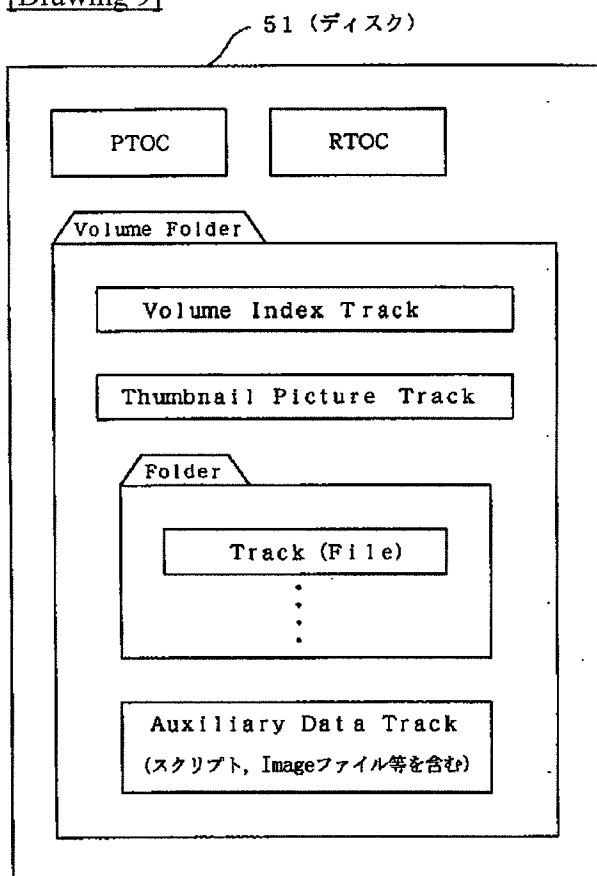 [Drawing 9]
51 (ディスク)
PTOC
RTOC
Volume Folder
Volume Index Track
Thumbnail Picture Track
Folder
Track (File)
Auxiliary Data Track
(スクリプト, Imageファイル等を含む)